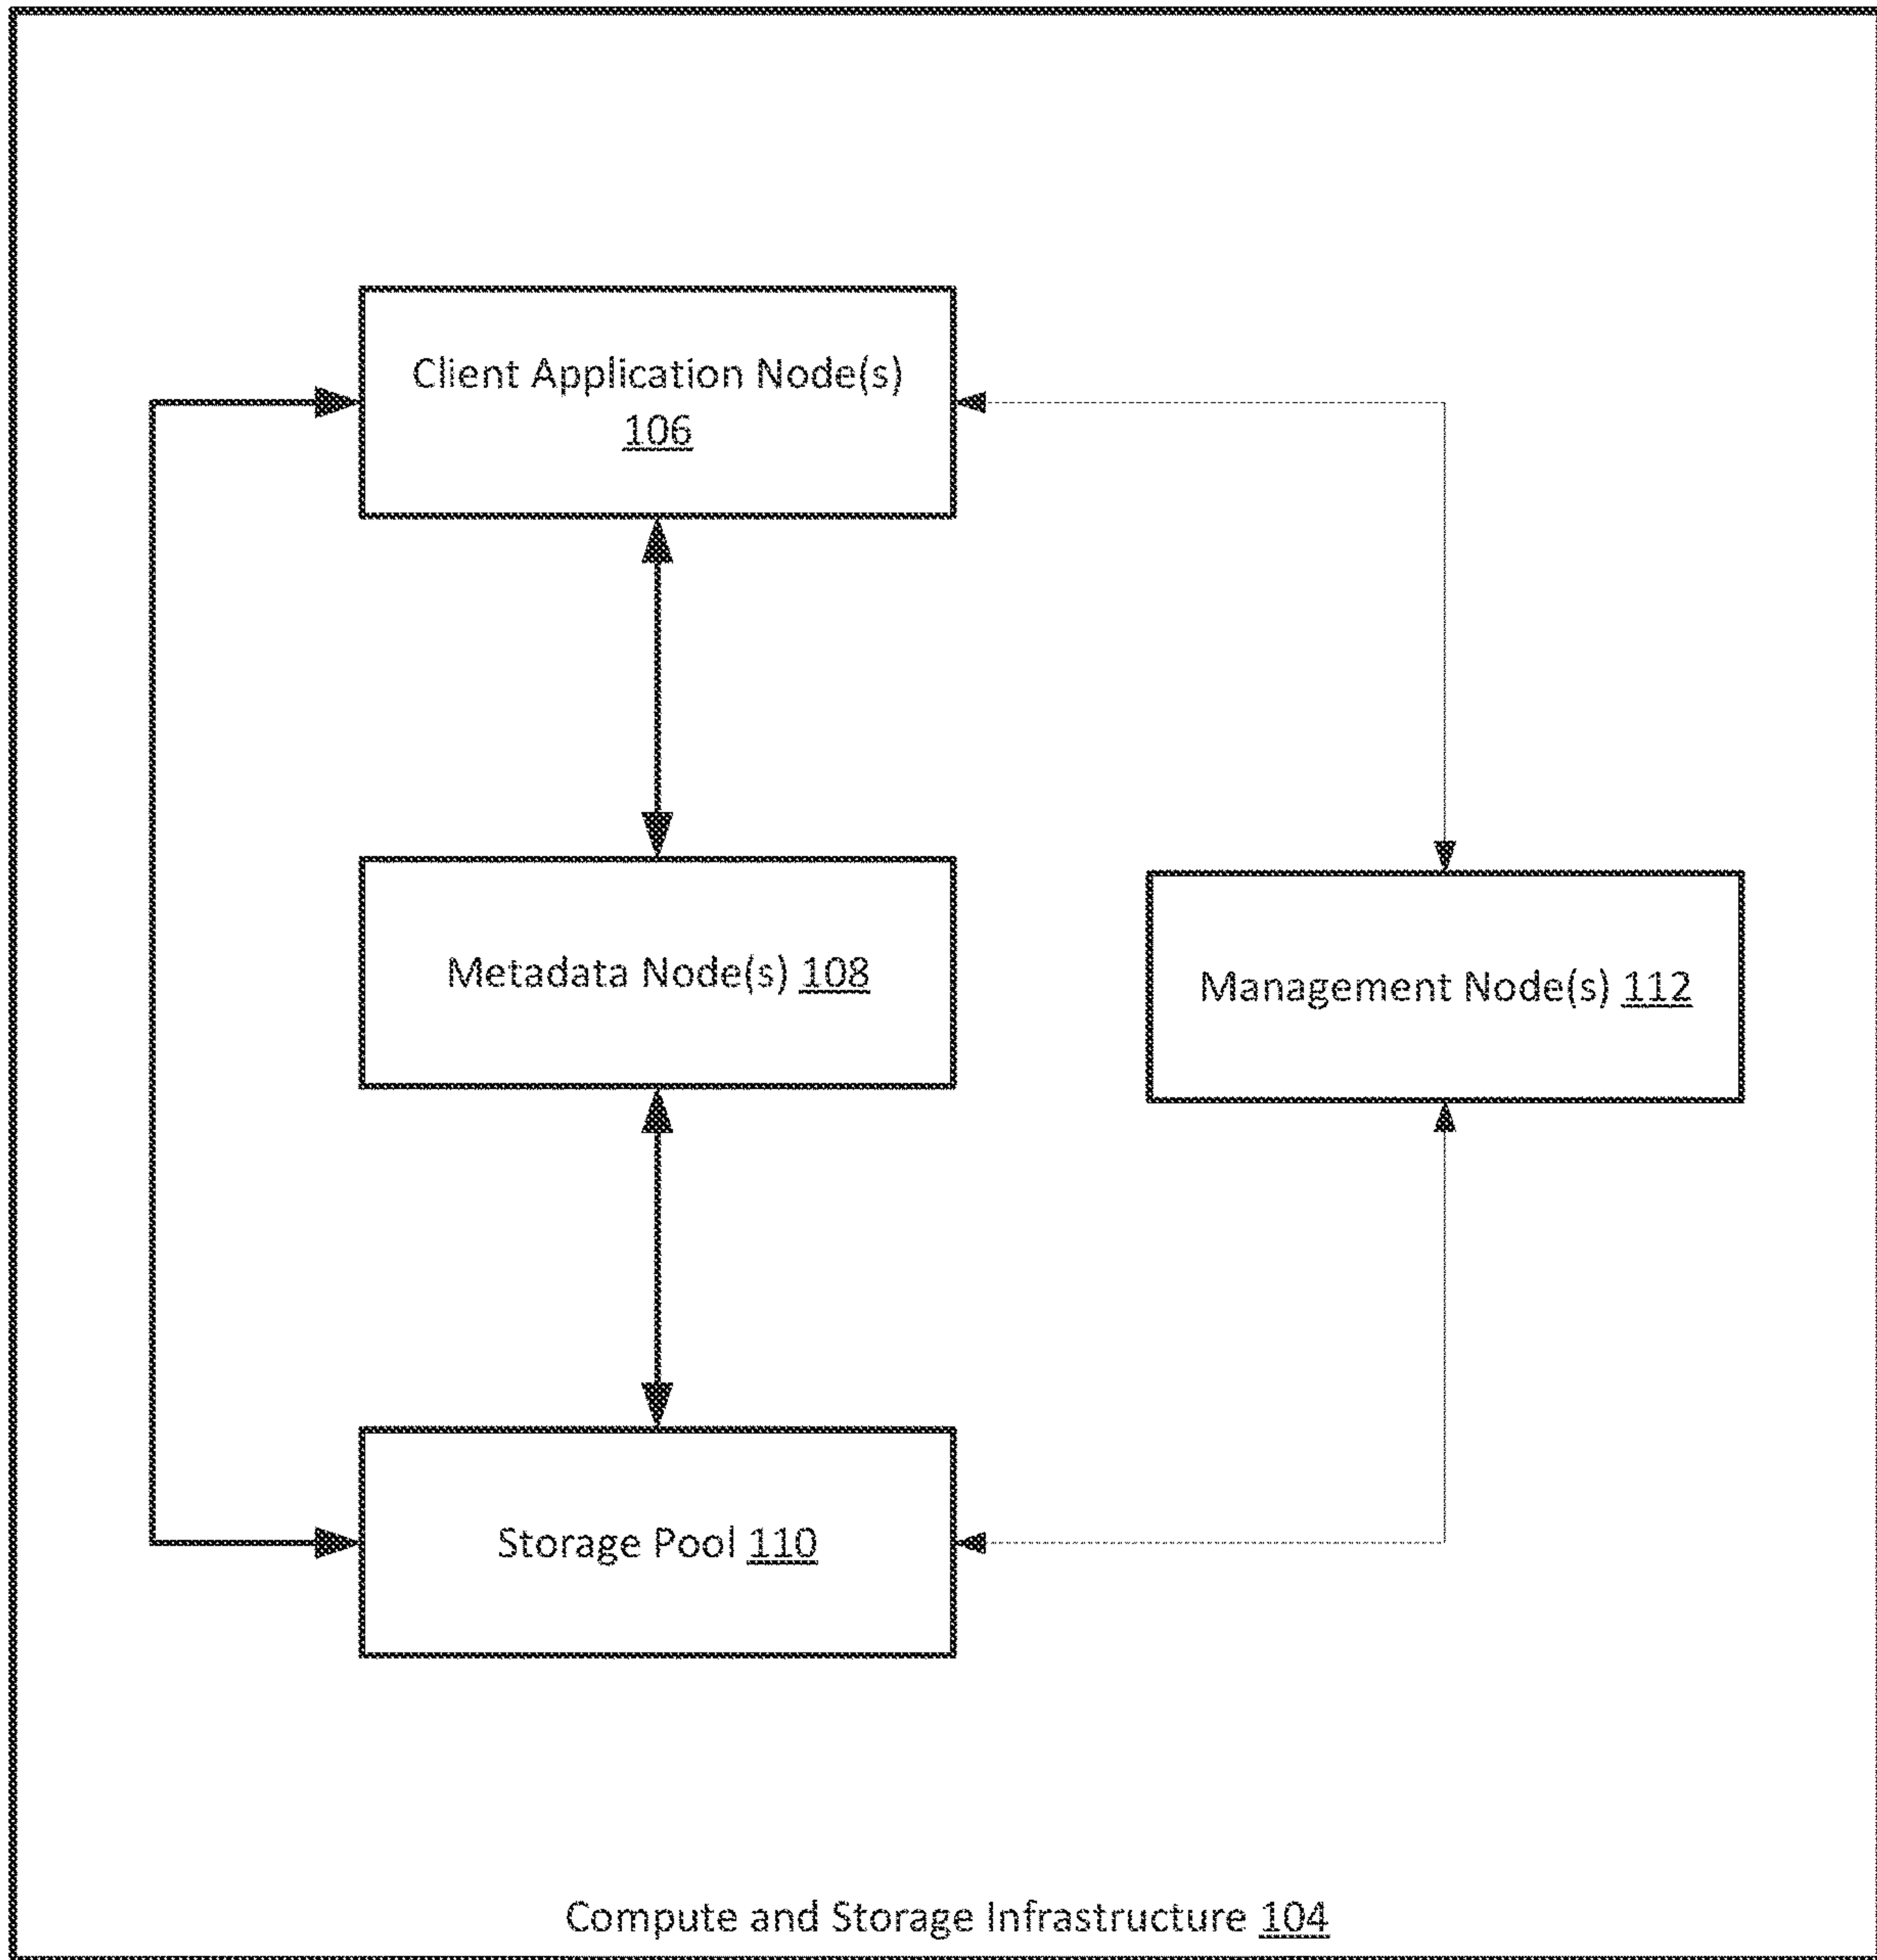 Client Application Node(s)
106
Metadata Node(s) 108
Management Node(s) 112
Storage Pool 110
Compute and Storage Infrastructure 104